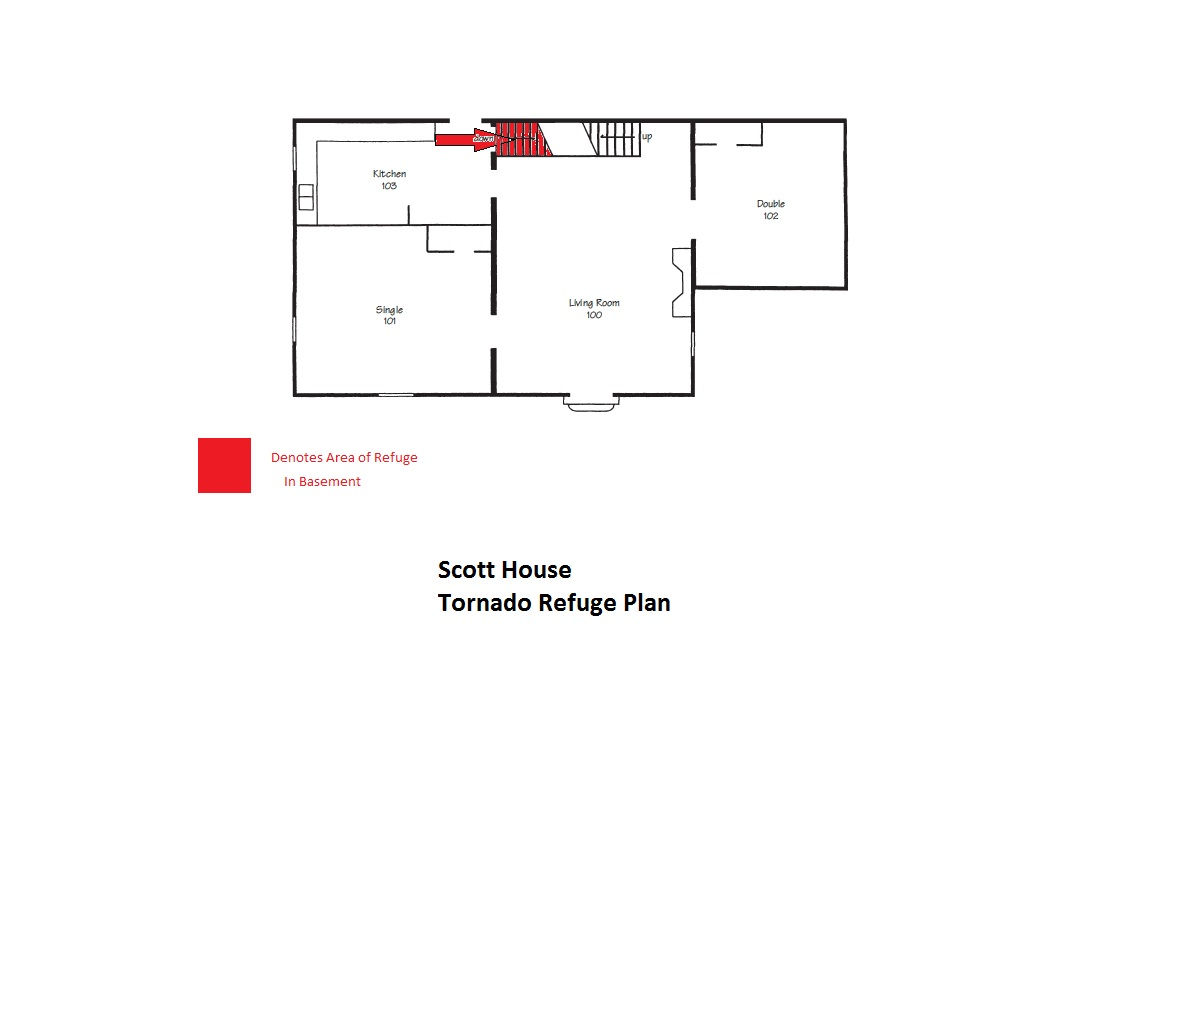 down
up
Kitchen
103
Double
102
Single
101
Living Room
100
Denotes Area of Refuge
In Basement
Scott House
Tornado Refuge Plan